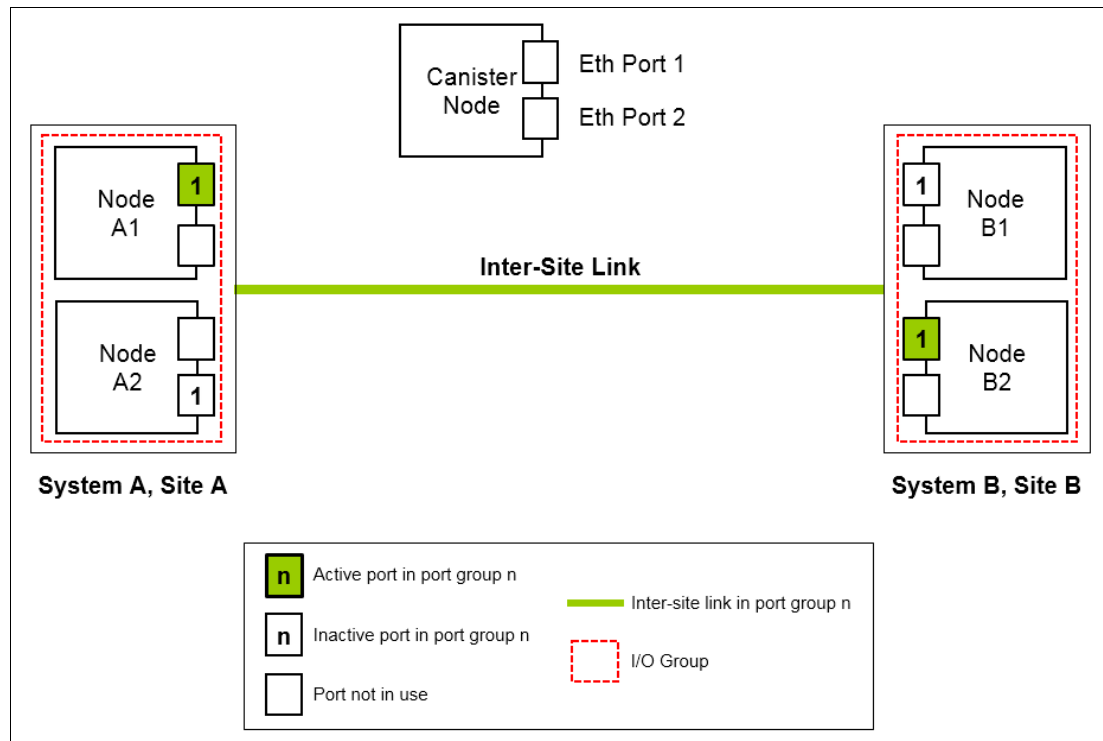 Canister
Node
Eth Port 1
Eth Port 2
Node
A1
1
Node
A2
1
Inter-Site Link
1
Node
B1
1
Node
B2
System A, Site A
System B, Site B
n
Active port in port group n
n
Inactive port in port group n
Port not in use
Inter-site link in port group n
I/O Group